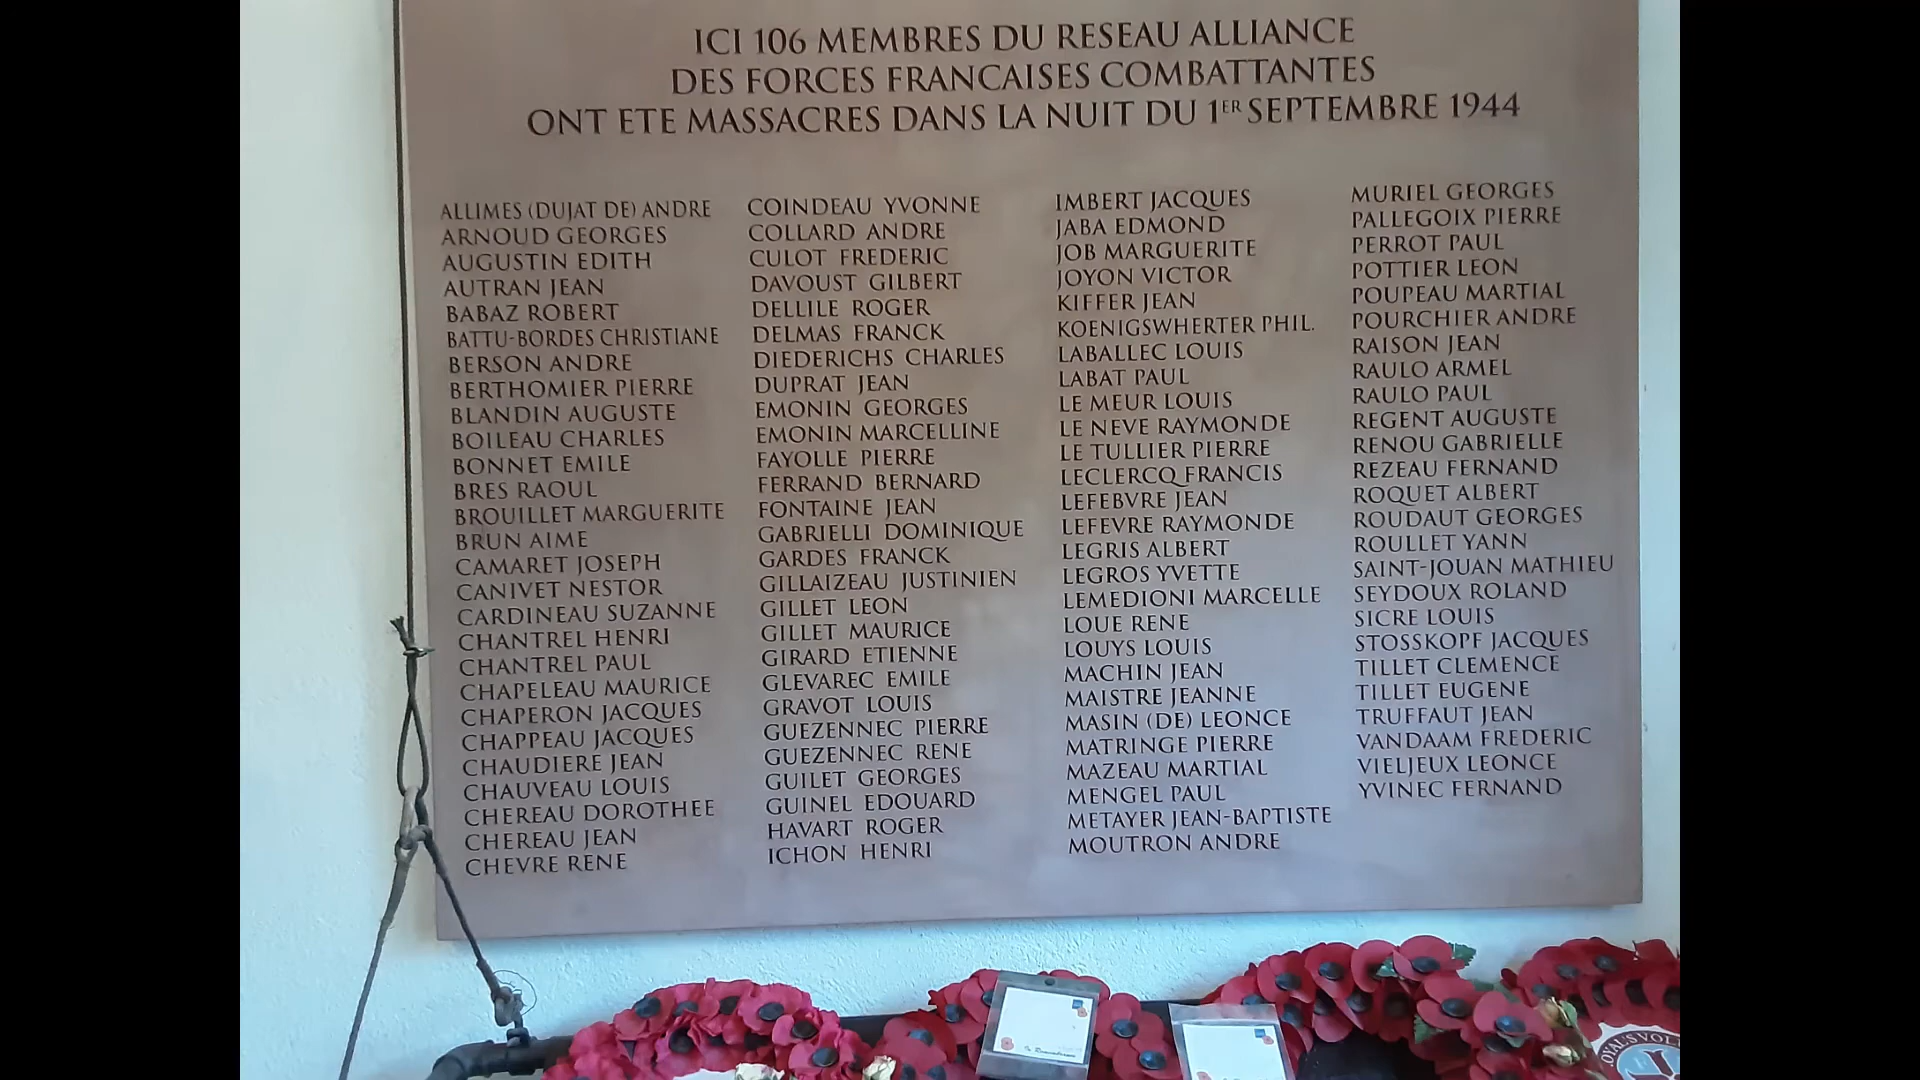 ICI 106 MEMBRES DU RESEAU ALLIANCE
DES FORCES FRANCAISES COMBATTANTES
ONT ETE MASSACRES DANS LA NUIT DU 1ER SEPTEMBRE 1944
ALLIMES (DUJAT DE) ANDRE
ARNOUD GEORGES
AUGUSTIN EDITH
AUTRAN JEAN
BABAZ ROBERT
BATTU-BORDES CHRISTIANE
BERSON ANDRE
BERTHOMIER PIERRE
BLANDIN AUGUSTE
BOILEAU CHARLES
BONNET EMILE
BRES RAOUL
BROUILLET MARGUERITE
BRUN AIME
CAMARET JOSEPH
CANIVET NESTOR
CARDINEAU SUZANNE
CHANTREL HENRI
CHANTREL PAUL
CHAPELEAU MAURICE
CHAPERON JACQUES
CHAPPEAU JACQUES
CHAUDIERE JEAN
CHAUVEAU LOUIS
CHEREAU DOROTHEE
CHEREAU JEAN
CHEVRE RENE
COINDEAU YVONNE
COLLARD ANDRE
CULOT FREDERIC
DAVOUST GILBERT
DELLILE ROGER
DELMAS FRANCK
DIEDERICHS CHARLES
DUPRAT JEAN
EMONIN GEORGES
EMONIN MARCELLINE
FAYOLLE PIERRE
FERRAND BERNARD
FONTAINE JEAN
GABRIELLI DOMINIQUE
GARDES FRANCK
GILLAIZEAU JUSTINIEN
GILLET LEON
GILLET MAURICE
GIRARD ETIENNE
GLEVAREC EMILE
GRAVOT LOUIS
GUEZENNEC PIERRE
GUEZENNEC RENE
GUILET GEORGES
GUINEL EDOUARD
HAVART ROGER
ICHON HENRI
IMBERT JACQUES
JABA EDMOND
JOB MARGUERITE
JOYON VICTOR
KIFFER JEAN
KOENIGSWHERTER PHIL.
LABALLEC LOUIS
LABAT PAUL
LE MEUR LOUIS
LE NEVE RAYMONDE
LE TULLIER PIERRE
LECLERCQ FRANCIS
LEFEBVRE JEAN
LEFEVRE RAYMONDE
LEGRIS ALBERT
LEGROS YVETTE
LEMEDIONI MARCELLE
LOUE RENE
LOUYS LOUIS
MACHIN JEAN
MAISTRE JEANNE
MASIN (DE) LEONCE
MATRINGE PIERRE
MAZEAU MARTIAL
MENGEL PAUL
METAYER JEAN-BAPTISTE
MOUTRON ANDRE
MURIEL GEORGES
PALLEGOIX PIERRE
PERROT PAUL
POTTIER LEON
POUPEAU MARTIAL
POURCHIER ANDRE
RAISON JEAN
RAULO ARMEL
RAULO PAUL
REGENT AUGUSTE
RENOU GABRIELLE
REZEAU FERNAND
ROQUET ALBERT
ROUDAUT GEORGES
ROULLET YANN
SAINT-JOUAN MATHIEU
SEYDOUX ROLAND
SICRE LOUIS
STOSSKOPF JACQUES
TILLET CLEMENCE
TILLET EUGENE
TRUFFAUT JEAN
VANDAAM FREDERIC
VIELJEUX LEONCE
YVINEC FERNAND
In Remembrance